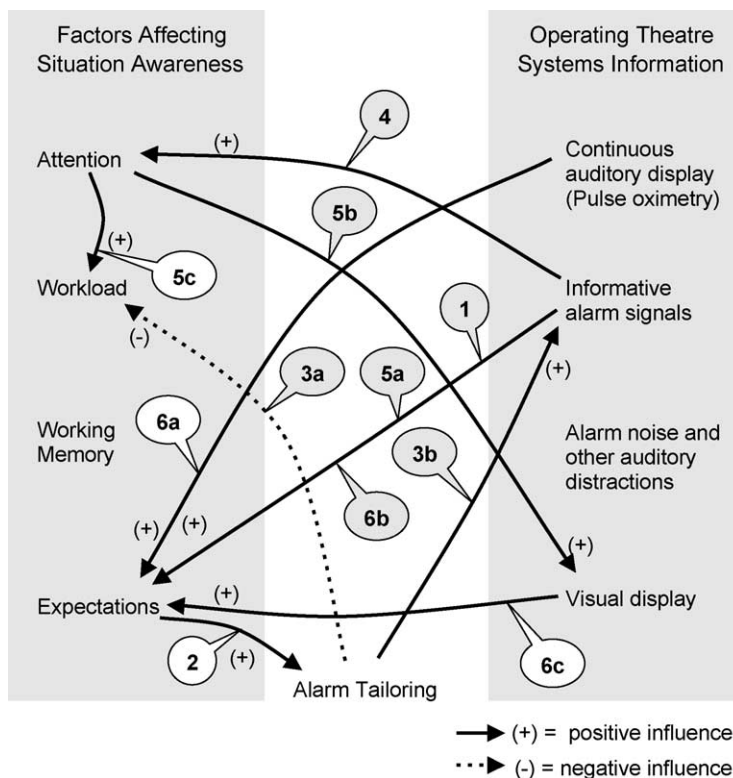 Factors Affecting
Situation Awareness
Operating Theatre
Systems Information
4
(+)
Attention
Continuous
auditory display
(Pulse oximetry)
5b
(+)
5c
Workload
Informative
alarm signals
1
(-)
(+)
3a
5a
6a
Working
Memory
3b
Alarm noise and
other auditory
distractions
6b
(+)
(+)
(+)
Expectations
(+)
Visual display
2
(+)
6c
Alarm Tailoring
(+) = positive influence
(-) = negative influence